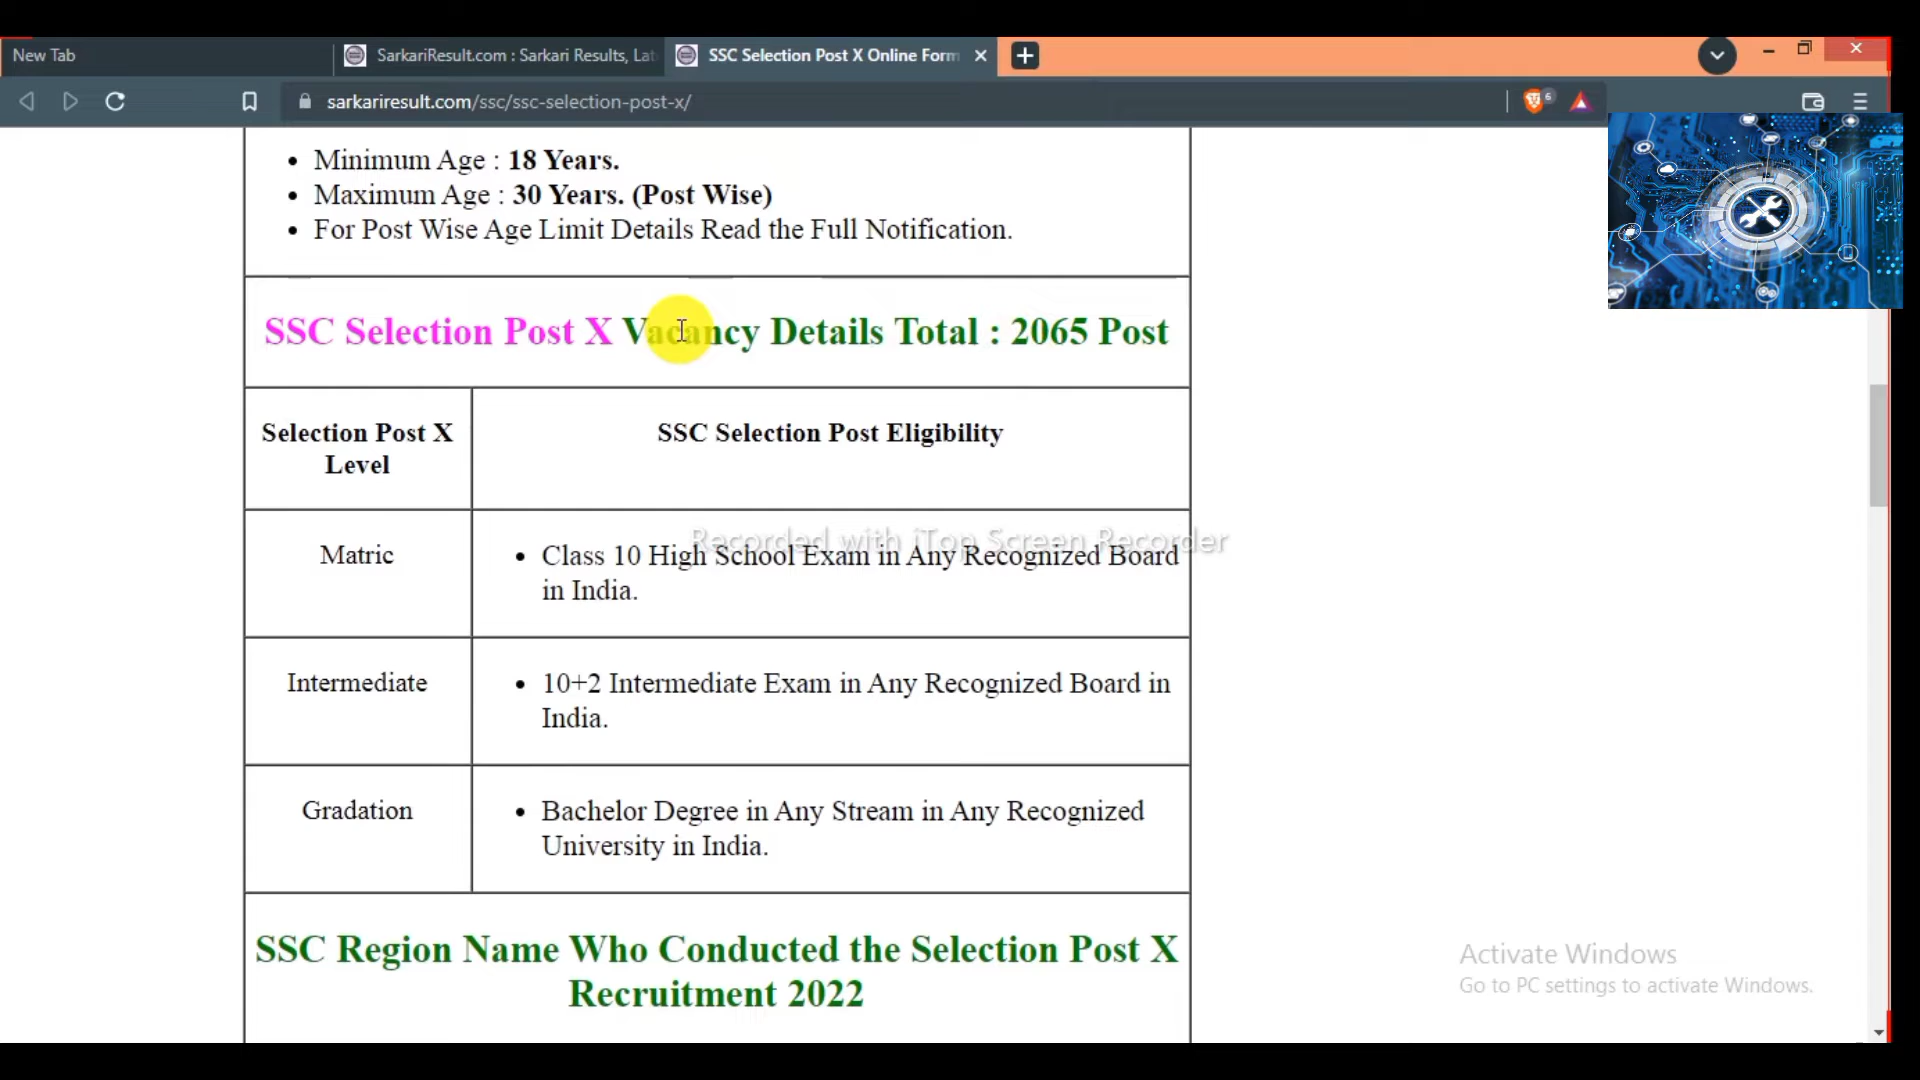 New Tab
SarkariResult.com : Sarkari Results, Lat
SSC Selection Post X Online Form
sarkariresult.com/ssc/ssc-selection-post-x/
6
• Minimum Age : 18 Years.
• Maximum Age : 30 Years. (Post Wise)
• For Post Wise Age Limit Details Read the Full Notification.
SSC Selection Post X Vacancy Details Total : 2065 Post
Selection Post X
Level
SSC Selection Post Eligibility
Recorded with iTop Screen Recorder
Matric
• Class 10 High School Exam in Any Recognized Board
in India.
Intermediate
• 10+2 Intermediate Exam in Any Recognized Board in
India.
Gradation
• Bachelor Degree in Any Stream in Any Recognized
University in India.
SSC Region Name Who Conducted the Selection Post X
Recruitment 2022
Activate Windows
Go to PC settings to activate Windows.